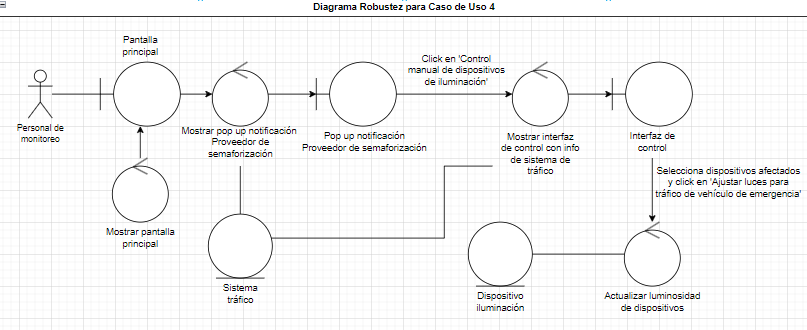 Diagrama Robustez para Caso de Uso 4
Pantalla
principal
Click en 'Control
manual de dispositivos
de iluminación'
Personal de
monitoreo
Mostrar pop up notificación
Proveedor de
semaforización
Pop up notificación
Proveedor de semaforización
Mostrar interfaz
de control con info
de sistema de
tráfico
Interfaz de
control
Selecciona dispositivos afectados
y click en 'Ajustar luces para
tráfico de vehículo de emergencia'
Mostrar pantalla
principal
Sistema
tráfico
Dispositivo
iluminación
Actualizar luminosidad
de dispositivos